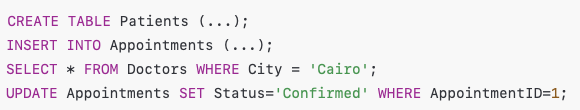 CREATE TABLE Patients (...);
INSERT INTO Appointments (...);
SELECT * FROM Doctors WHERE City = 'Cairo';
UPDATE Appointments SET Status='Confirmed' WHERE AppointmentID=1;